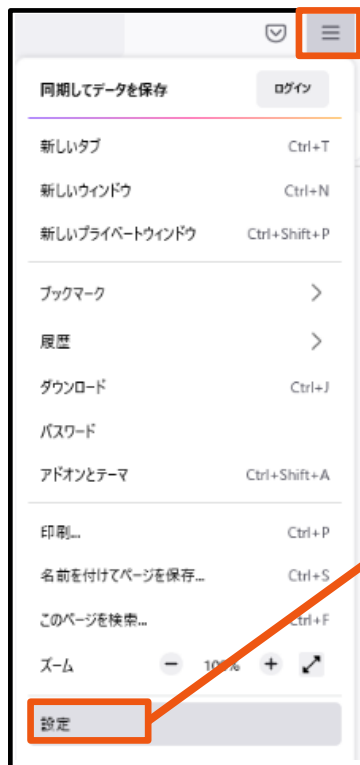 同期してデータを保存 ログイン
新しいタブ Ctrl+T
新しいウィンドウ Ctrl+N
新しいプライベートウィンドウ Ctrl+Shift+P
ブックマーク
履歴
ダウンロード Ctrl+J
パスワード
アドオンとテーマ Ctrl+Shift+A
印刷... Ctrl+P
名前を付けてページを保存... Ctrl+S
このページを検索... Ctrl+F
ズーム − 100% +
設定